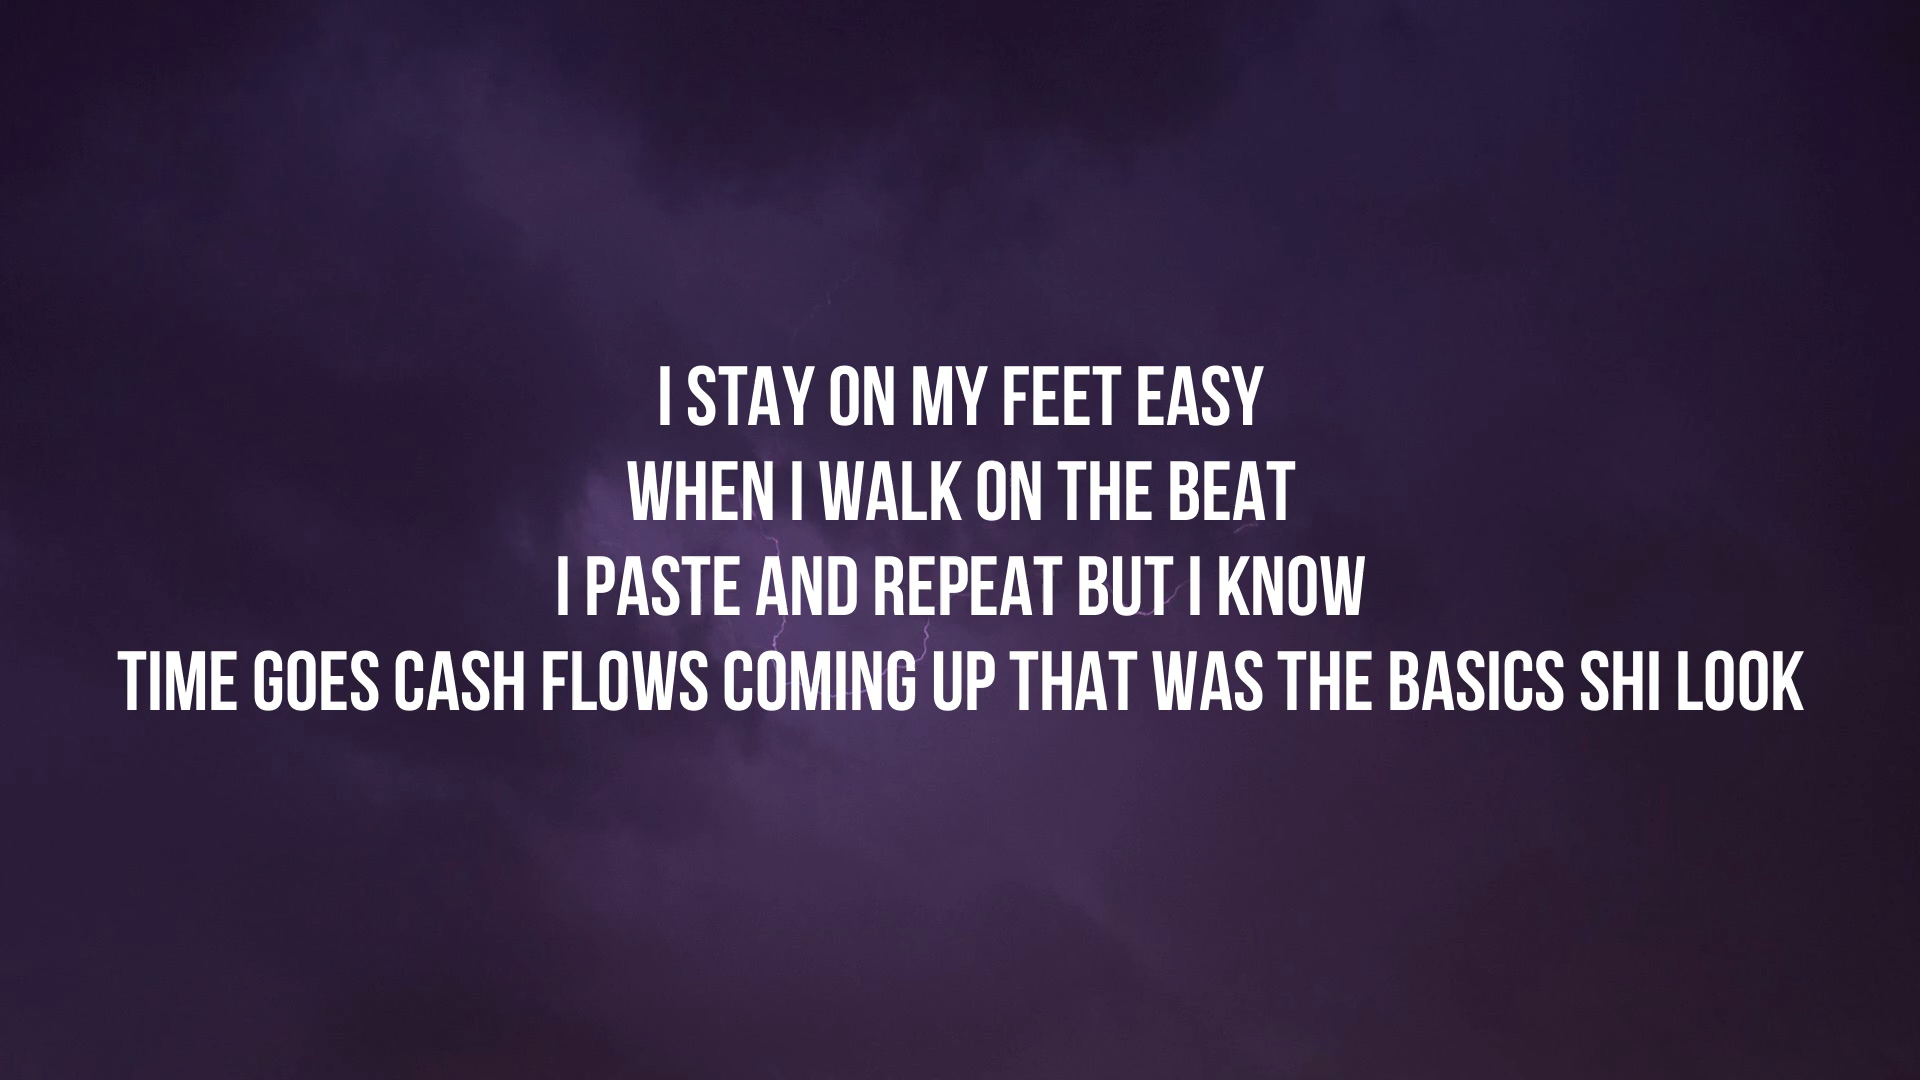 I STAY ON MY FEET EASY
WHEN I WALK ON THE BEAT
I PASTE AND REPEAT BUT I KNOW
TIME GOES CASH FLOWS COMING UP THAT WAS THE BASICS SHI LOOK